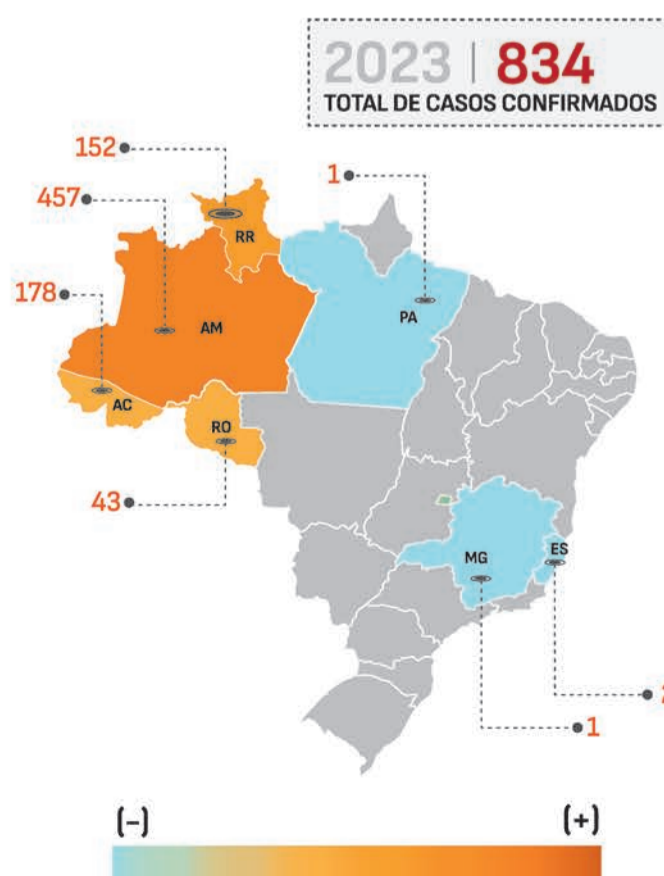 2023 | 834
TOTAL DE CASOS CONFIRMADOS
152
1
457
RR
178
AM
PA
AC
RO
43
MG
ES
1
(-)
(+)